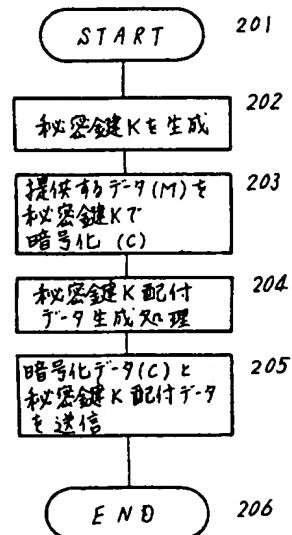 START 201
202
秘密鍵Kを生成
203
提供するデータ(M)を
秘密鍵Kで
暗号化 (C)
204
秘密鍵K配付
データ生成処理
205
暗号化データ(C)と
秘密鍵K配付データ
を送信
END 206